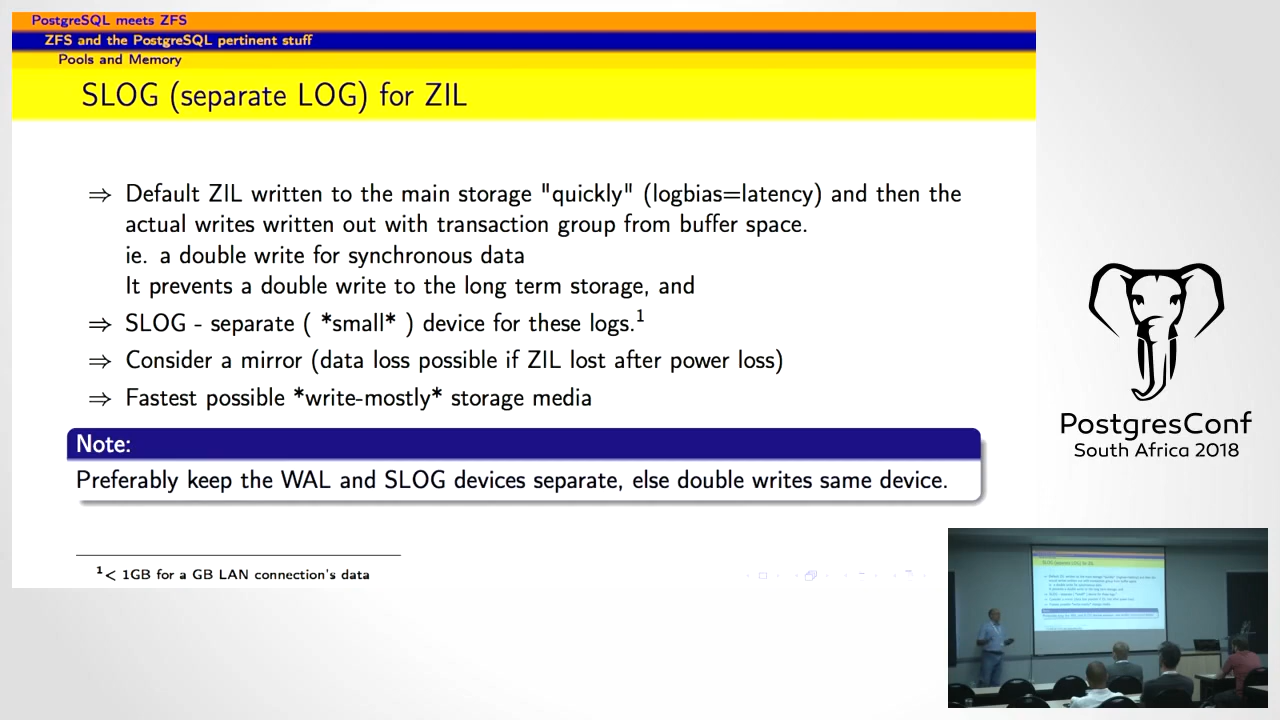 PostgreSQL meets ZFS
ZFS and the PostgreSQL pertinent stuff
Pools and Memory
SLOG (separate LOG) for ZIL
⇒ Default ZIL written to the main storage "quickly" (logbias=latency) and then the
actual writes written out with transaction group from buffer space.
ie. a double write for synchronous data
It prevents a double write to the long term storage, and
⇒ SLOG - separate ( *small* ) device for these logs.1
⇒ Consider a mirror (data loss possible if ZIL lost after power loss)
⇒ Fastest possible *write-mostly* storage media
Note:
Preferably keep the WAL and SLOG devices separate, else double writes same device.
1< 1GB for a GB LAN connection's data
PostgresConf
South Africa 2018
SLOG (separate LOG) for ZIL